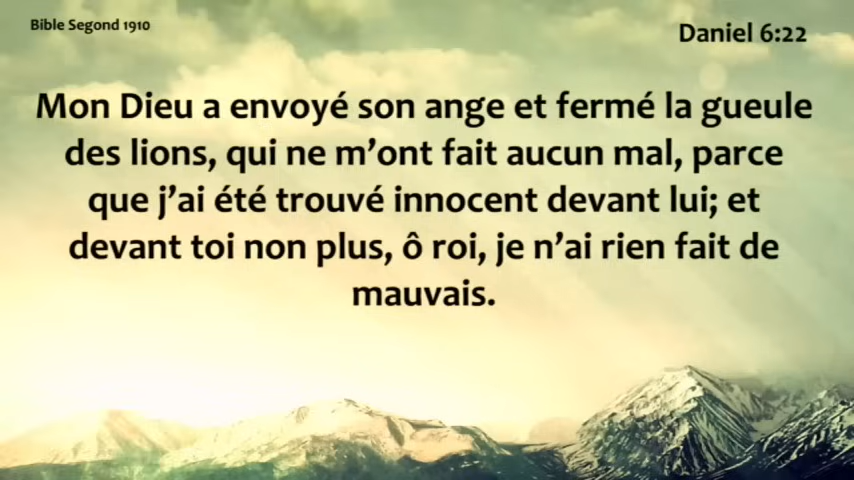 Bible Segond 1910
Daniel 6:22
Mon Dieu a envoyé son ange et fermé la gueule
des lions, qui ne m’ont fait aucun mal, parce
que j’ai été trouvé innocent devant lui; et
devant toi non plus, ô roi, je n’ai rien fait de
mauvais.